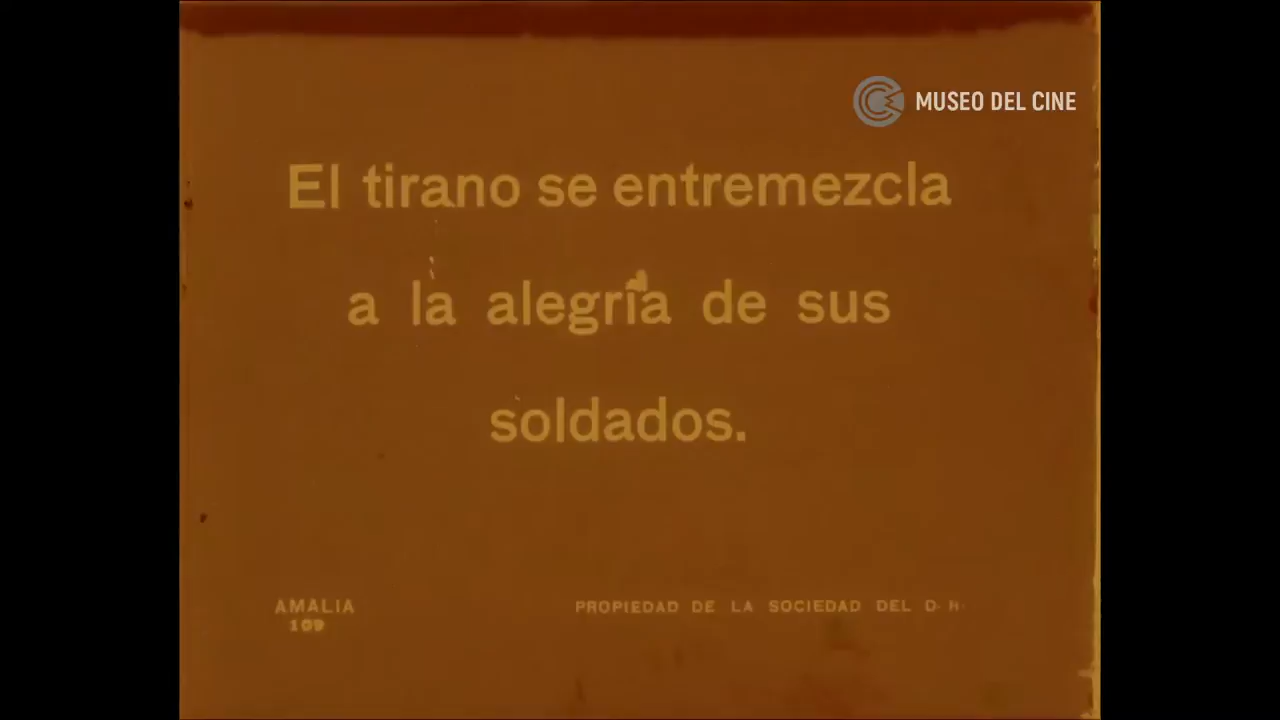 MUSEO DEL CINE
El tirano se entremezcla
a la alegría de sus
soldados.
AMALIA
109
PROPIEDAD DE LA SOCIEDAD DEL D. H.